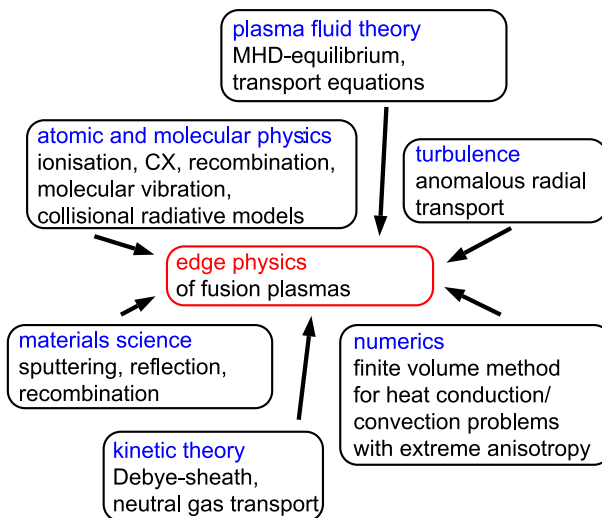 plasma fluid theory
MHD-equilibrium,
transport equations
atomic and molecular physics
ionisation, CX, recombination,
molecular vibration,
collisional radiative models
turbulence
anomalous radial
transport
edge physics
of fusion plasmas
materials science
sputtering, reflection,
recombination
numerics
finite volume method
for heat conduction/
convection problems
with extreme anisotropy
kinetic theory
Debye-sheath,
neutral gas transport